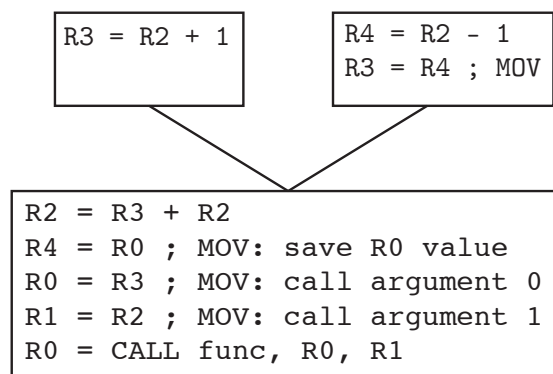 R3 = R2 + 1
R4 = R2 - 1
R3 = R4 ; MOV
R2 = R3 + R2
R4 = R0 ; MOV: save R0 value
R0 = R3 ; MOV: call argument 0
R1 = R2 ; MOV: call argument 1
R0 = CALL func, R0, R1